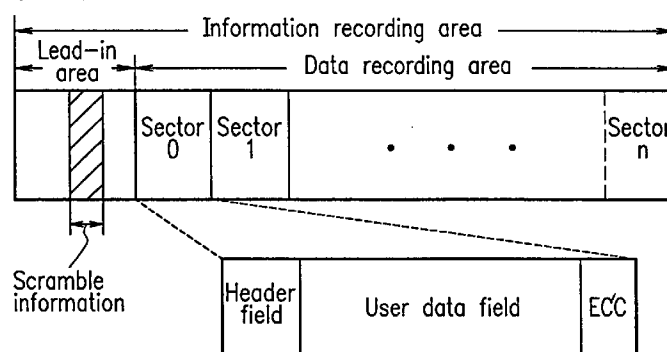 Information recording area
Lead-in
area
Data recording area
Sector
0
Sector
1
Sector
n
Scramble
information
Header
field
User data field
ECC